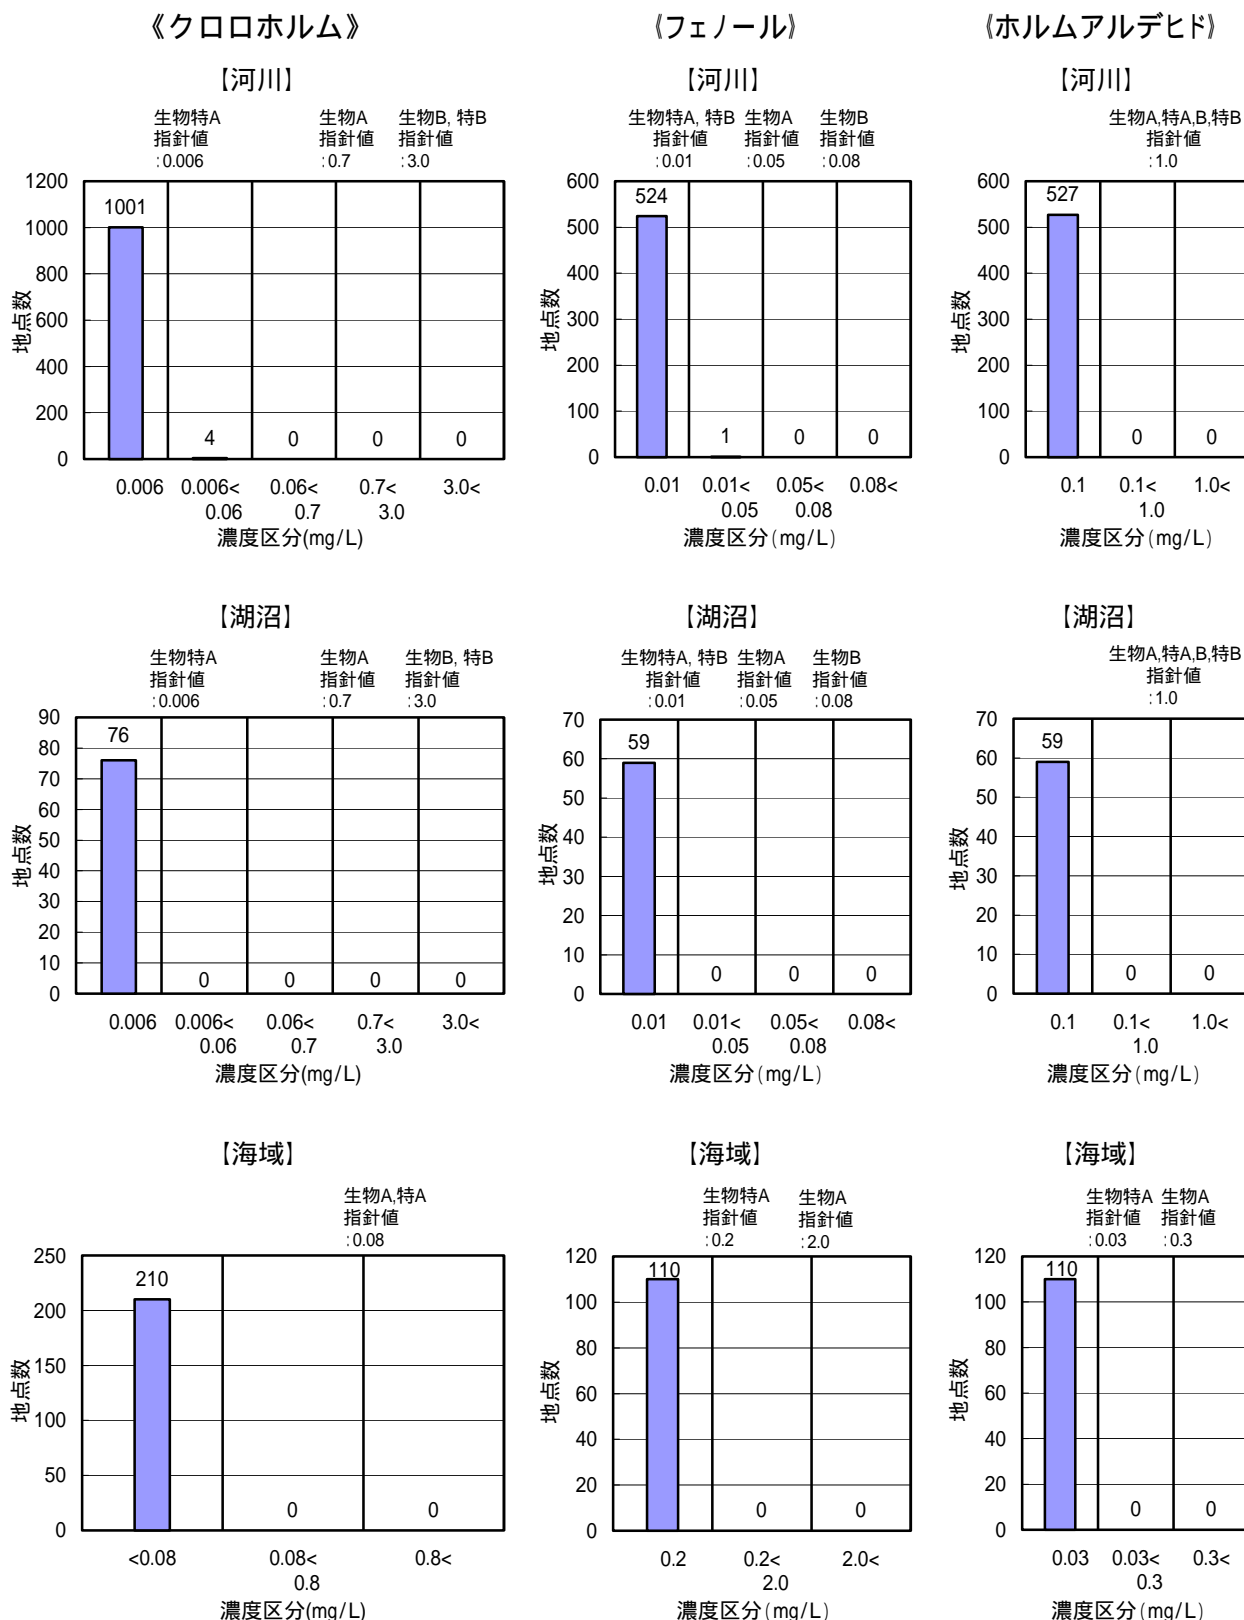 《クロロホルム》
《フェノール》
《ホルムアルデヒド》
【河川】
生物特A
指針値
:0.006
生物A
指針値
:0.7
生物B, 特B
指針値
:3.0
1200
1000
800
600
400
200
0
地点数
1001
4
0
0
0
0.006
0.006<
0.06
0.06<
0.7
0.7<
3.0
3.0<
濃度区分(mg/L)
【河川】
生物特A, 特B
指針値
:0.01
生物A
指針値
:0.05
生物B
指針値
:0.08
600
500
400
300
200
100
0
地点数
524
1
0
0
0.01
0.01<
0.05
0.05<
0.08
0.08<
濃度区分(mg/L)
【河川】
生物A,特A,B,特B
指針値
:1.0
600
500
400
300
200
100
0
地点数
527
0
0
0.1
0.1<
1.0
1.0<
濃度区分(mg/L)
【湖沼】
生物特A
指針値
:0.006
生物A
指針値
:0.7
生物B, 特B
指針値
:3.0
90
80
70
60
50
40
30
20
10
0
地点数
76
0
0
0
0
0.006
0.006<
0.06
0.06<
0.7
0.7<
3.0
3.0<
濃度区分(mg/L)
【湖沼】
生物特A, 特B
指針値
:0.01
生物A
指針値
:0.05
生物B
指針値
:0.08
70
60
50
40
30
20
10
0
地点数
59
0
0
0
0.01
0.01<
0.05
0.05<
0.08
0.08<
濃度区分(mg/L)
【湖沼】
生物A,特A,B,特B
指針値
:1.0
70
60
50
40
30
20
10
0
地点数
59
0
0
0.1
0.1<
1.0
1.0<
濃度区分(mg/L)
【海域】
生物A,特A
指針値
:0.08
250
200
150
100
50
0
地点数
210
0
0
<0.08
0.08<
0.8
0.8<
濃度区分(mg/L)
【海域】
生物特A
指針値
:0.2
生物A
指針値
:2.0
120
100
80
60
40
20
0
地点数
110
0
0
0.2
0.2<
2.0
2.0<
濃度区分(mg/L)
【海域】
生物特A
指針値
:0.03
生物A
指針値
:0.3
120
100
80
60
40
20
0
地点数
110
0
0
0.03
0.03<
0.3
0.3<
濃度区分(mg/L)